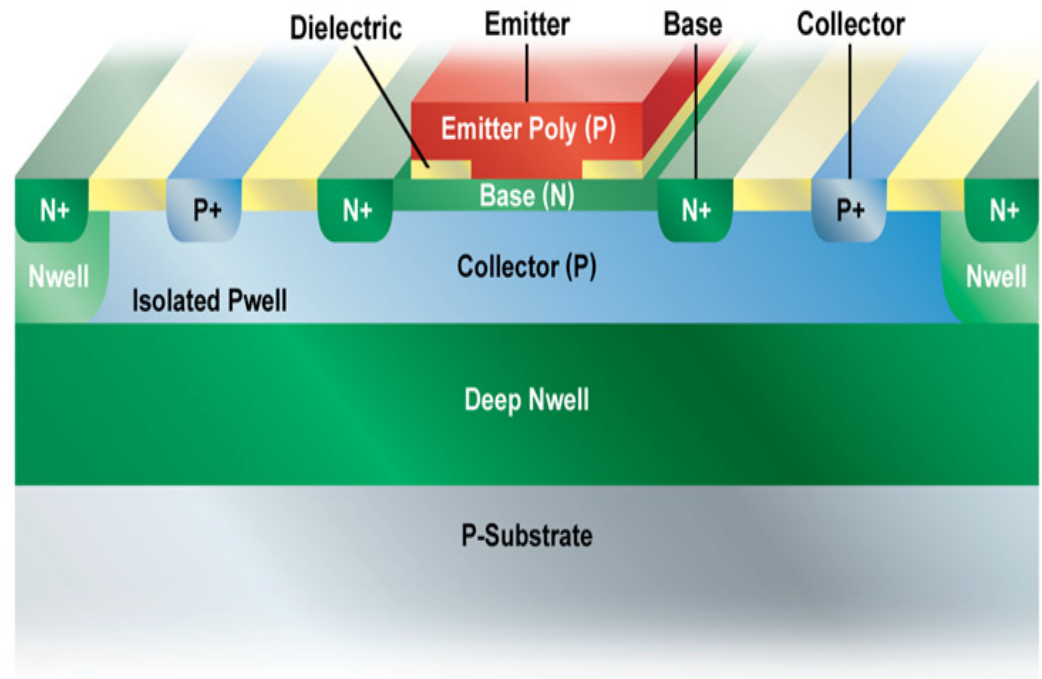 Dielectric Emitter Base Collector
Emitter Poly (P)
Base (N)
N+ P+ N+ N+ P+ N+
Nwell Collector (P) Nwell
Isolated Pwell
Deep Nwell
P-Substrate